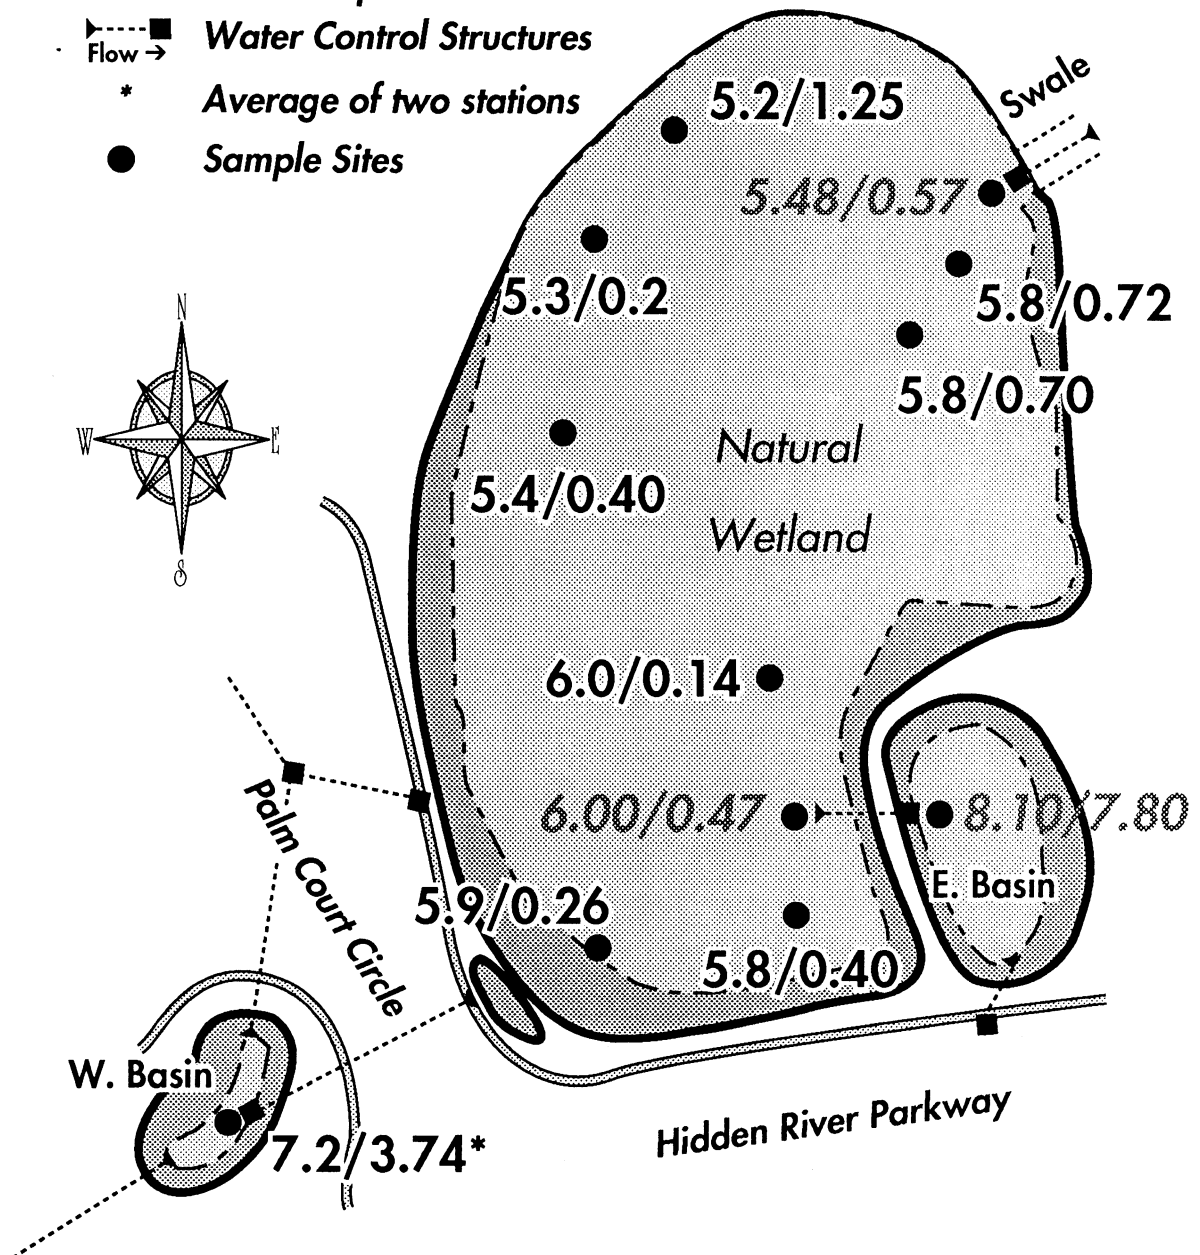 Water Control Structures
Flow →
* Average of two stations
Sample Sites
Swale
5.2/1.25
5.48/0.57
5.3/0.2
5.8/0.72
5.8/0.70
N
W
E
S
Natural
Wetland
5.4/0.40
6.0/0.14
6.00/0.47
8.10/7.80
Palm Court Circle
E. Basin
5.9/0.26
5.8/0.40
W. Basin
7.2/3.74*
Hidden River Parkway